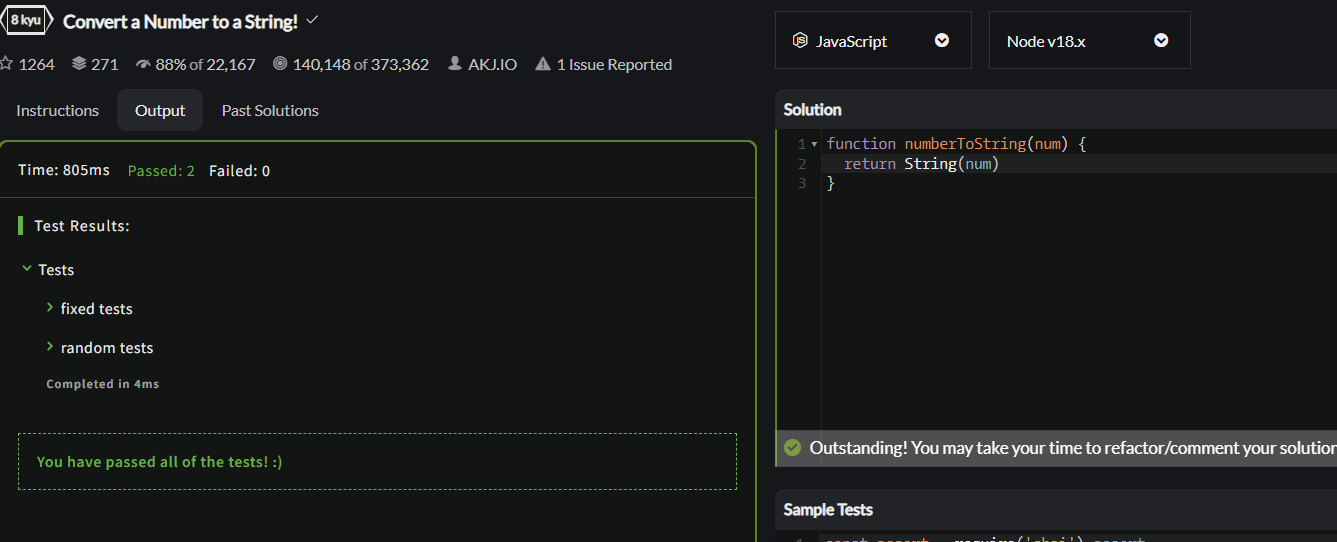 8 kyu Convert a Number to a String!
1264 271 88% of 22,167 140,148 of 373,362 AKJ.IO 1 Issue Reported
Instructions Output Past Solutions
Time: 805ms Passed: 2 Failed: 0
Test Results:
Tests
fixed tests
random tests
Completed in 4ms
You have passed all of the tests! :)
JS JavaScript Node v18.x
Solution
1 function numberToString(num) {
2 return String(num)
3 }
Outstanding! You may take your time to refactor/comment your solution
Sample Tests